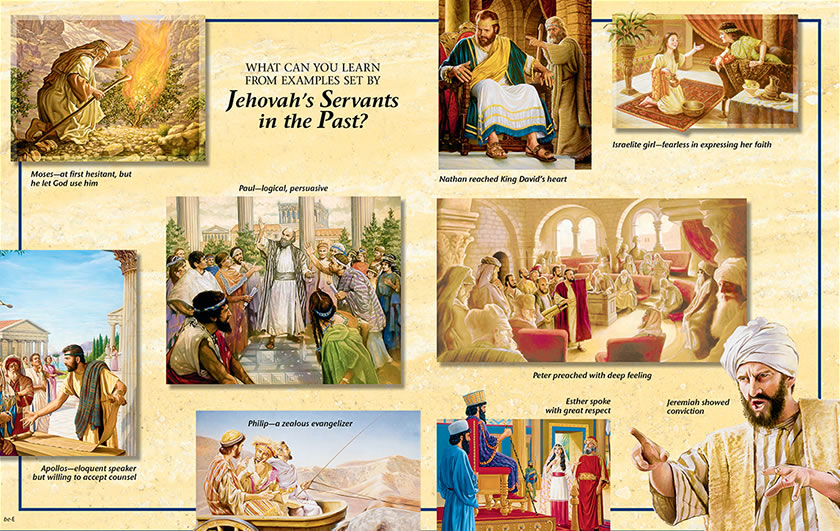 WHAT CAN YOU LEARN
FROM EXAMPLES SET BY
Jehovah's Servants
in the Past?
Moses—at first hesitant, but
he let God use him
Nathan reached King David's heart
Israelite girl—fearless in expressing her faith
Paul—logical, persuasive
Peter preached with deep feeling
Apollos—eloquent speaker
but willing to accept counsel
Philip—a zealous evangelizer
Esther spoke
with great respect
Jeremiah showed
conviction
be-E